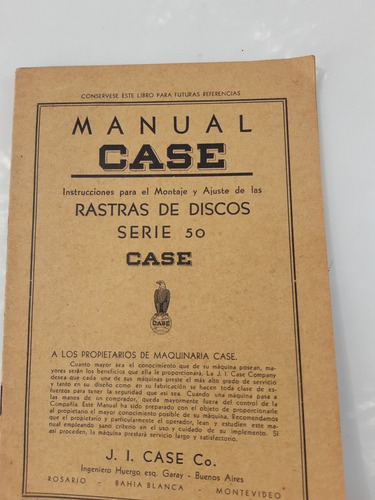 CONSERVESE ESTE LIBRO PARA FUTURAS REFERENCIAS
MANUAL
CASE
Instrucciones para el Montaje y Ajuste de las
RASTRAS DE DISCOS
SERIE 50
CASE
CASE
A LOS PROPIETARIOS DE MAQUINARIA CASE.
Cuanto mayor sea el conocimiento que de su máquina posean, ma-
yores serán los beneficios que ella le proporcionará. La J. I. Case Company
desea que cada una de sus máquinas preste el más alto grado de servicio
y tanto en su diseño como en su fabricación se hacen toda clase de es-
fuerzos para tener la seguridad que así sea. Cuando una máquina pasa a
las manos de un comprador, queda mayormente fuera del control de la
Compañía. Este Manual ha sido preparado con el objeto de proporcionarle
al propietario el mayor conocimiento posible de su máquina. Recomendamos
que el propietario y particularmente el operador, lean y estudien este ma-
nual empleando sano criterio en el uso y cuidado de su implemento. Si
así proceden, la máquina prestará servicio largo y satisfactorio.
J. I. CASE Co.
Ingeniero Huergo esq. Garay - Buenos Aires
ROSARIO - BAHIA BLANCA - MONTEVIDEO